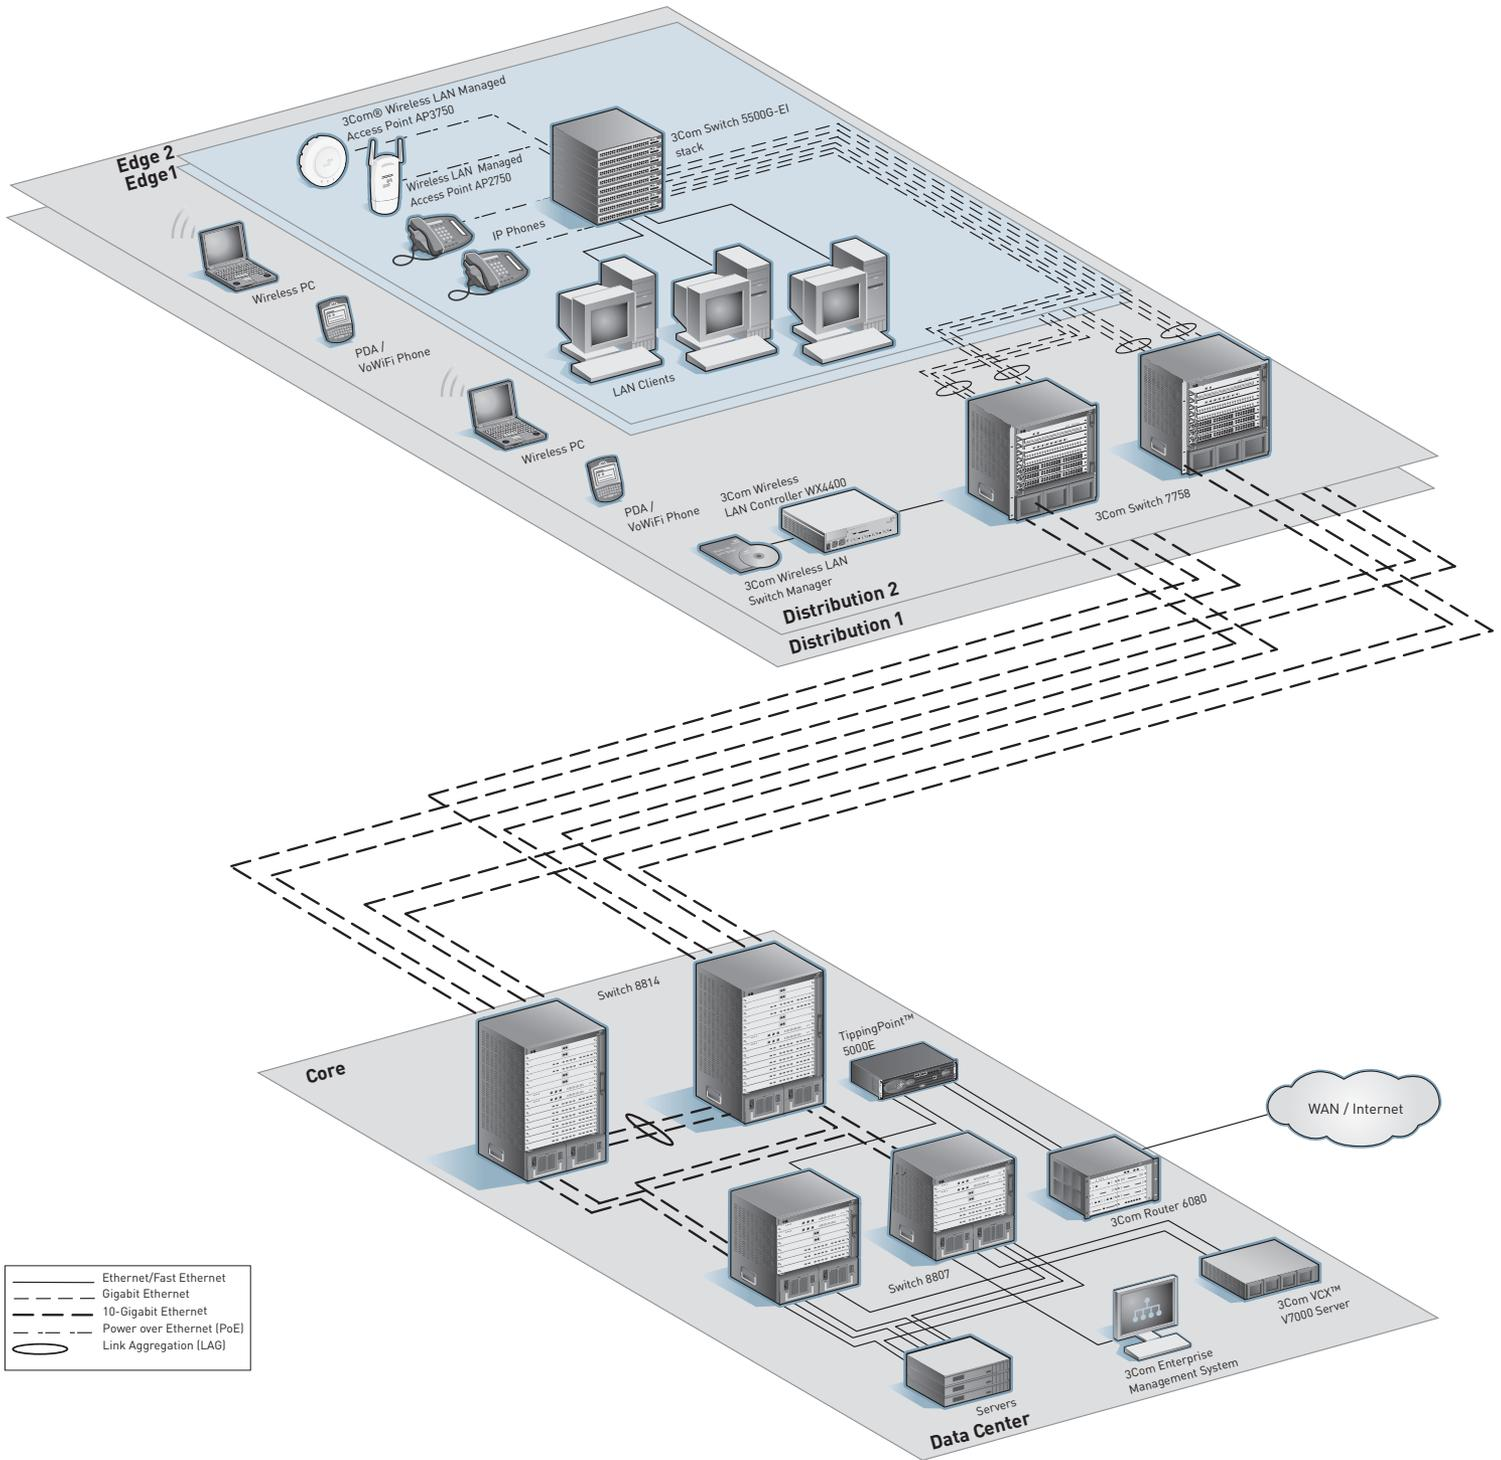 3Com® Wireless LAN Managed
Access Point AP3750
3Com Switch 5500G-EI
stack
Edge 2
Edge1
Wireless LAN Managed
Access Point AP2750
IP Phones
Wireless PC
PDA /
VoWiFi Phone
LAN Clients
Wireless PC
PDA /
VoWiFi Phone
3Com Wireless
LAN Controller WX4400
3Com Switch 7758
3Com Wireless LAN
Switch Manager
Distribution 2
Distribution 1
Switch 8814
TippingPoint™
5000E
Core
WAN / Internet
3Com Router 6080
Switch 8807
3Com VCX™
V7000 Server
3Com Enterprise
Management System
Servers
Data Center
Ethernet/Fast Ethernet
Gigabit Ethernet
10-Gigabit Ethernet
Power over Ethernet (PoE)
Link Aggregation (LAG)